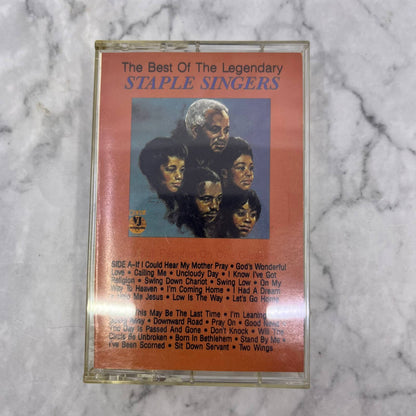 The Best Of The Legendary
STAPLE SINGERS
SIDE A-If I Could Hear My Mother Pray • God's Wonderful
Love • Calling Me • Uncloudy Day • I Know I've Got
Religion • Swing Down Chariot • Swing Low • On My
Way To Heaven • I'm Coming Home • I Had A Dream
Me Jesus • Low Is The Way • Let's Go Home
This May Be The Last Time • I'm Leaning
Away • Downward Road • Pray On • Good News
The Day Is Passed And Gone • Don't Knock • Will The
Circle Be Unbroken • Born In Bethlehem • Stand By Me •
I've Been Scorned • Sit Down Servant • Two Wings